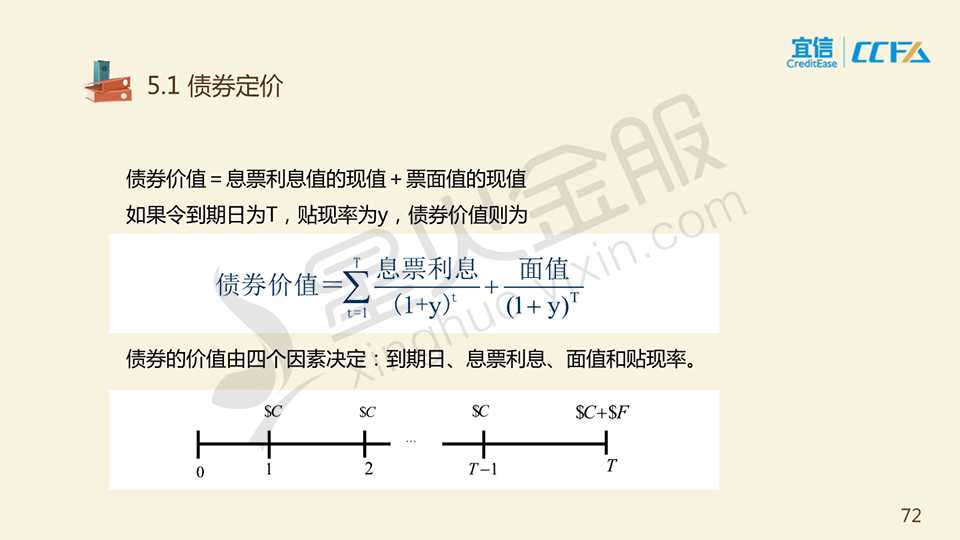 宜信 CreditEase CCFA
5.1 债券定价
债券价值＝息票利息值的现值＋票面值的现值
如果令到期日为T，贴现率为y，债券价值则为
债券价值=∑_{t=1}^{T} 息票利息/(1+y)^t + 面值/(1+y)^T
债券的价值由四个因素决定：到期日、息票利息、面值和贴现率。
$C $C $C $C+$F
...
0 1 2 T−1 T
星火金服
xinghuo.yixin.com
72